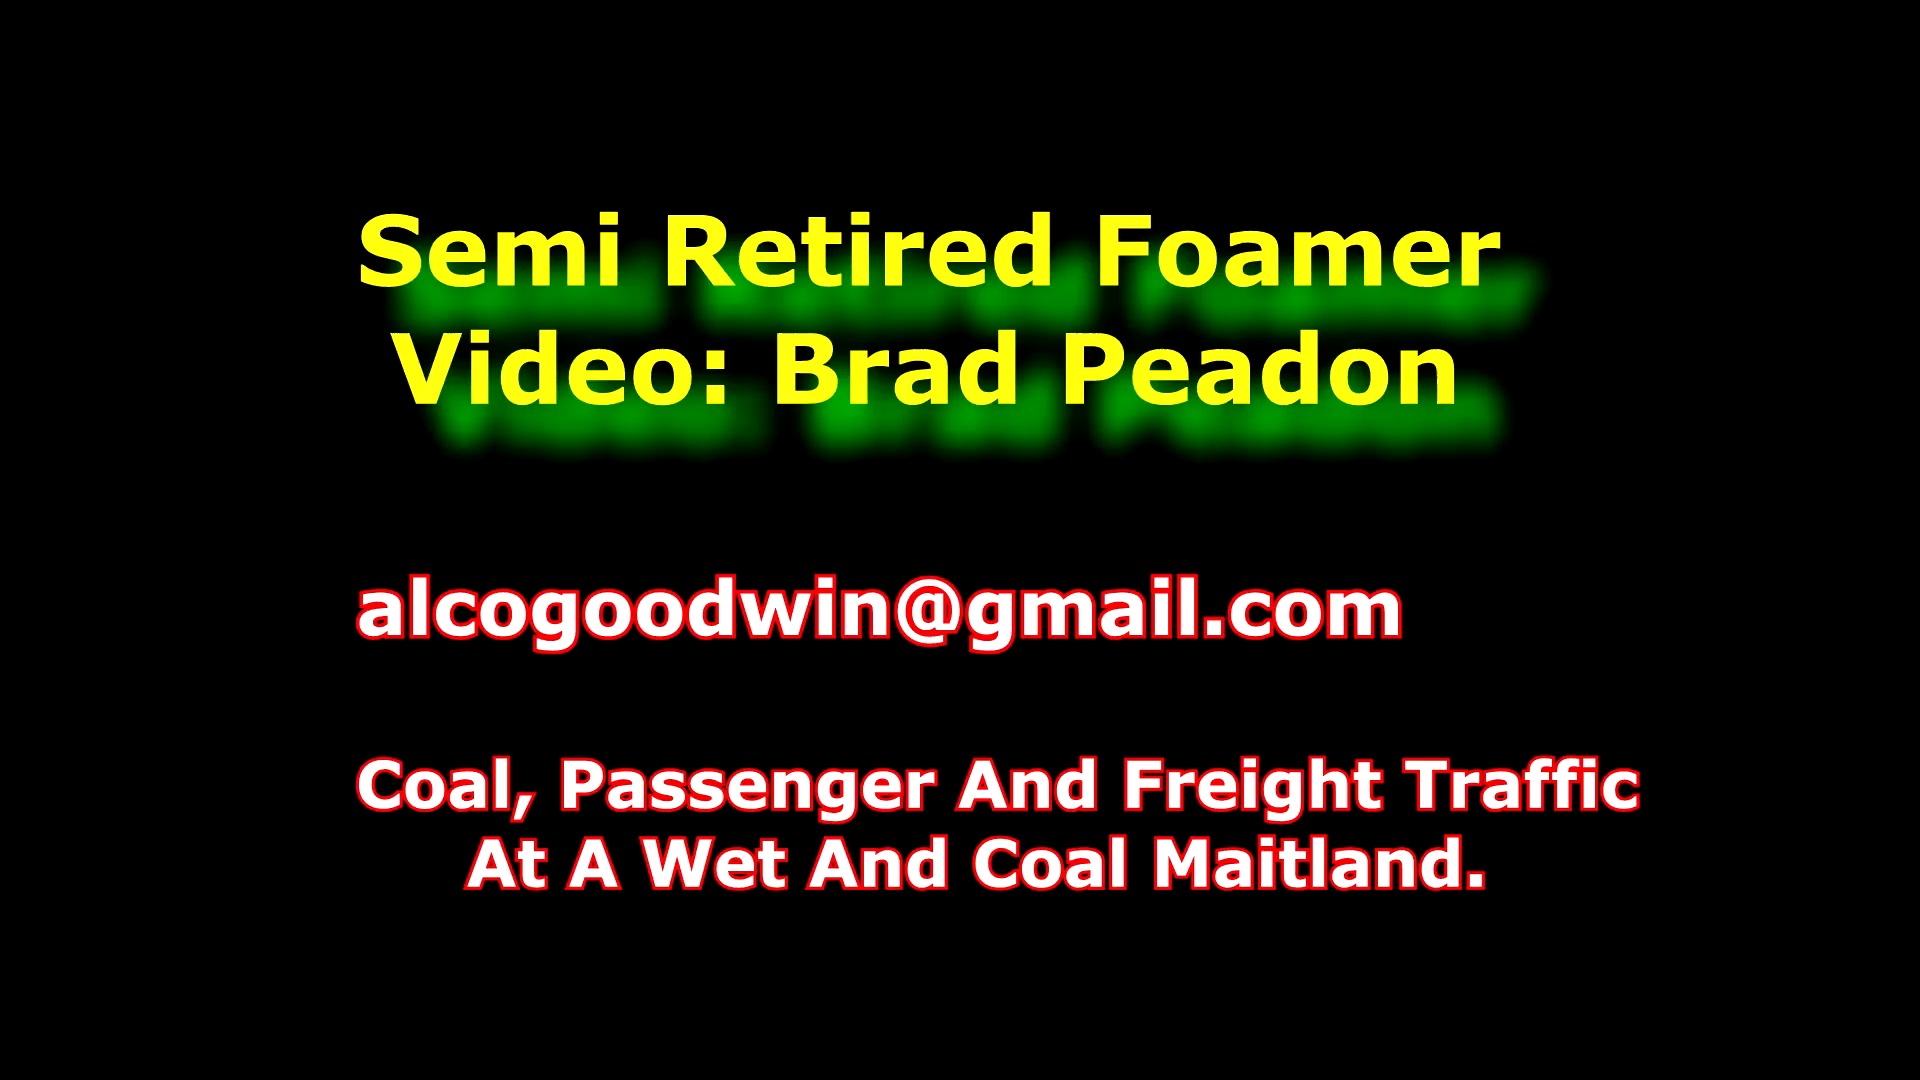 Semi Retired Foamer
Video: Brad Peadon
alcogoodwin@gmail.com
Coal, Passenger And Freight Traffic
At A Wet And Coal Maitland.